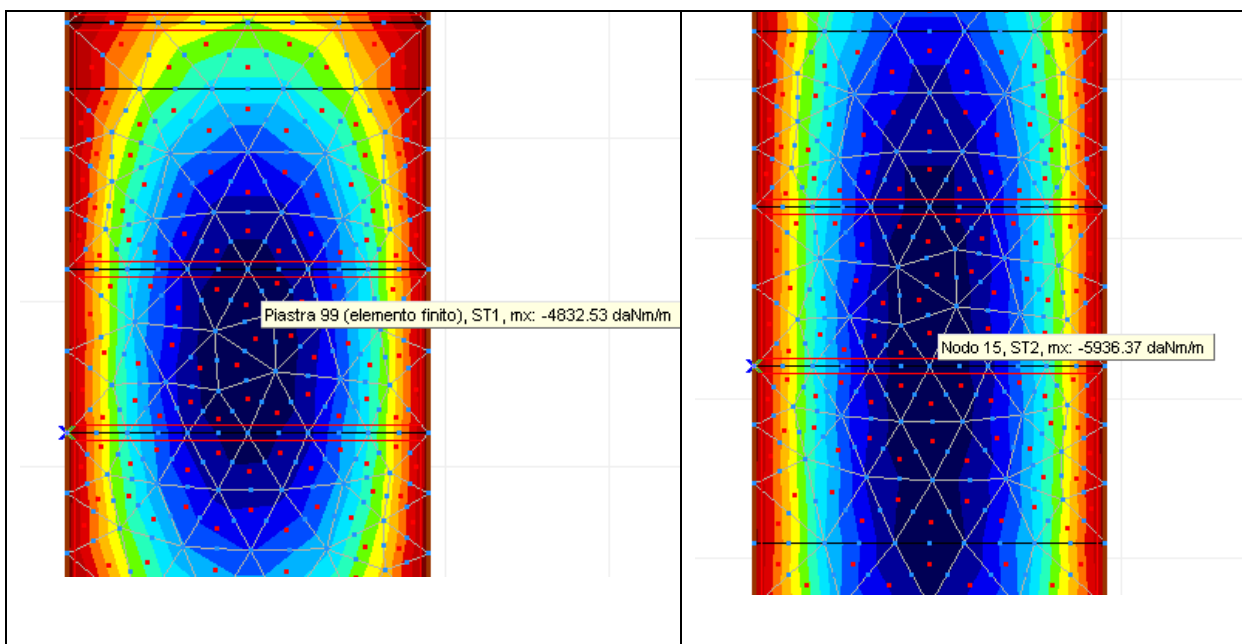 Piastra 99 (elemento finito), ST1, mx: -4832.53 daNm/m
Nodo 15, ST2, mx: -5936.37 daNm/m